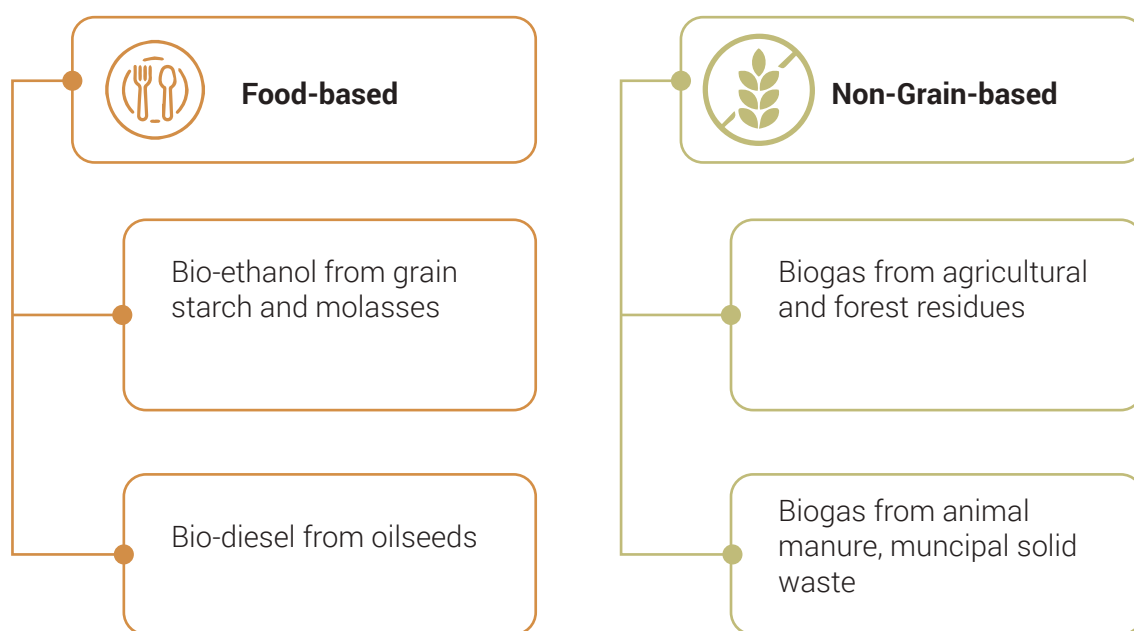 Food-based
Bio-ethanol from grain
starch and molasses
Bio-diesel from oilseeds
Non-Grain-based
Biogas from agricultural
and forest residues
Biogas from animal
manure, muncipal solid
waste